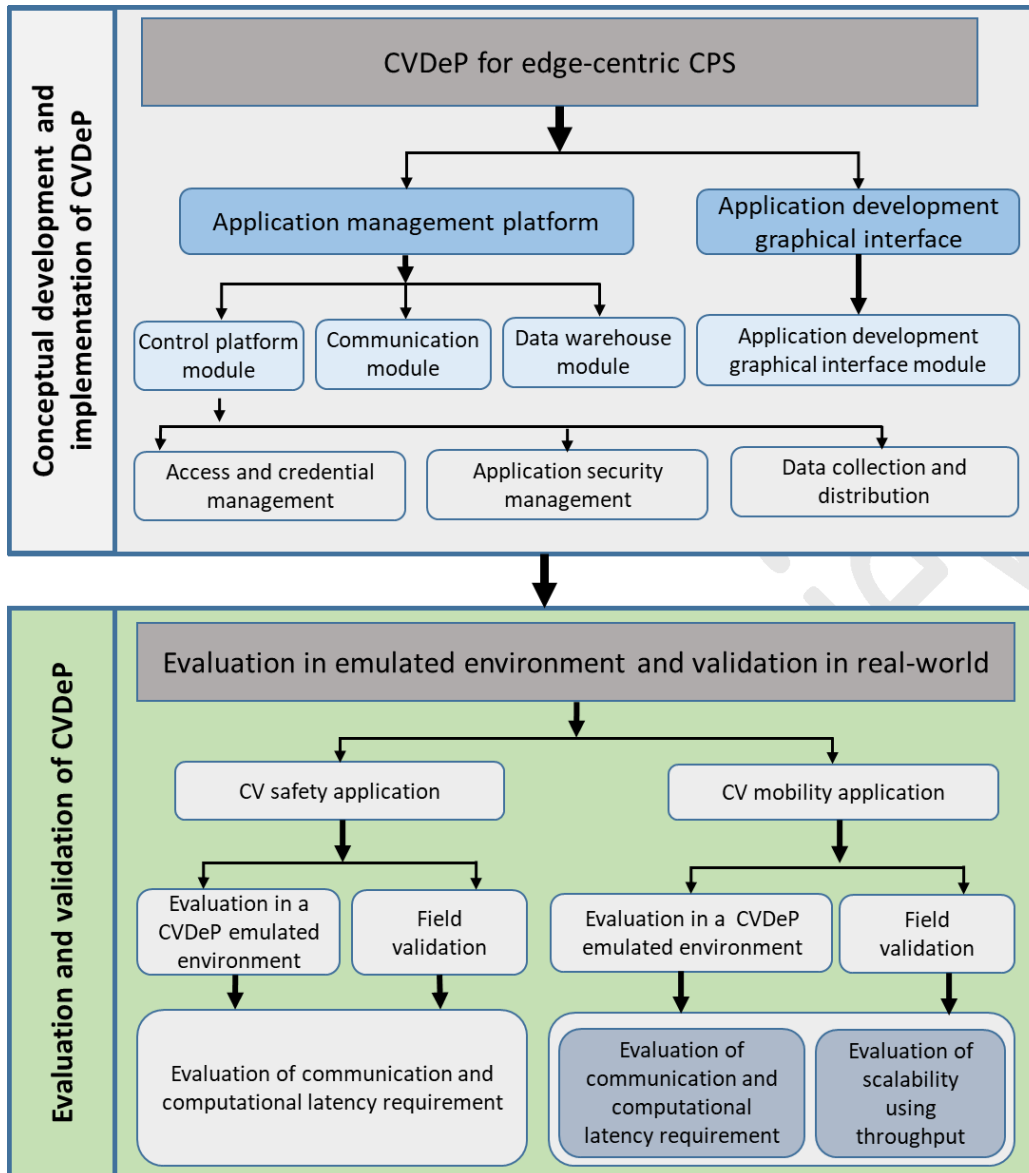 Conceptual development and
implementation of CVDeP
CVDeP for edge-centric CPS
Application management platform
Application development
graphical interface
Control platform
module
Communication
module
Data warehouse
module
Application development
graphical interface module
Access and credential
management
Application security
management
Data collection and
distribution
Evaluation and validation of CVDeP
Evaluation in emulated environment and validation in real-world
CV safety application
CV mobility application
Evaluation in a
CVDeP emulated
environment
Field
validation
Evaluation in a CVDeP
emulated environment
Field
validation
Evaluation of communication and
computational latency requirement
Evaluation of
communication and
computational
latency requirement
Evaluation of
scalability
using
throughput